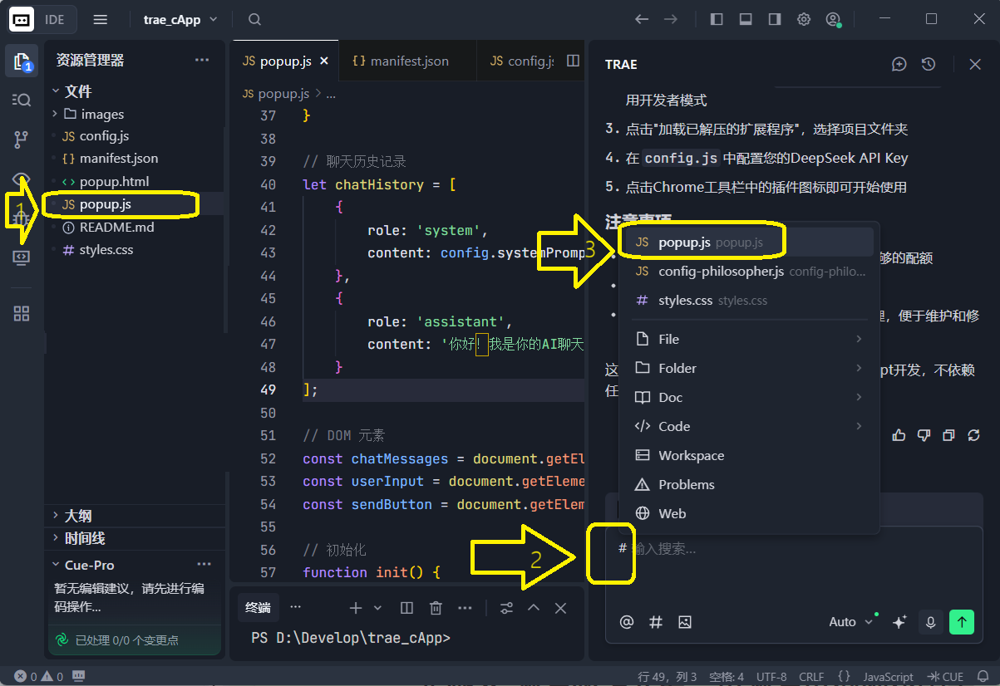 IDE
trae_cApp
资源管理器
文件
images
JS config.js
{} manifest.json
<> popup.html
JS popup.js
README.md
# styles.css
大纲
时间线
Cue-Pro
暂无编辑建议，请先进行编
码操作...
已处理 0/0 个变更点
1
1
JS popup.js
{} manifest.json
JS config.js
JS popup.js > ...
37 }
38
39 // 聊天历史记录
40 let chatHistory = [
41 {
42 role: 'system',
43 content: config.systemPromp
44 },
45 {
46 role: 'assistant',
47 content: '你好！我是你的AI聊天
48 }
49 ];
50
51 // DOM 元素
52 const chatMessages = document.getEl
53 const userInput = document.getEleme
54 const sendButton = document.getElem
55
56 // 初始化
57 function init() {
终端
PS D:\Develop\trae_cApp>
TRAE
用开发者模式
3. 点击"加载已解压的扩展程序"，选择项目文件夹
4. 在 config.js 中配置您的DeepSeek API Key
5. 点击Chrome工具栏中的插件图标即可开始使用
注意事项
3
JS popup.js popup.js
够的配额
JS config-philosopher.js config-philo...
# styles.css styles.css
理，便于维护和修
File
Folder
这
pt开发，不依赖
任
Doc
Code
Workspace
Problems
Web
2
# 输入搜索...
@ #
Auto
0 0
行 49，列 3 空格: 4 UTF-8 CRLF {} JavaScript CUE